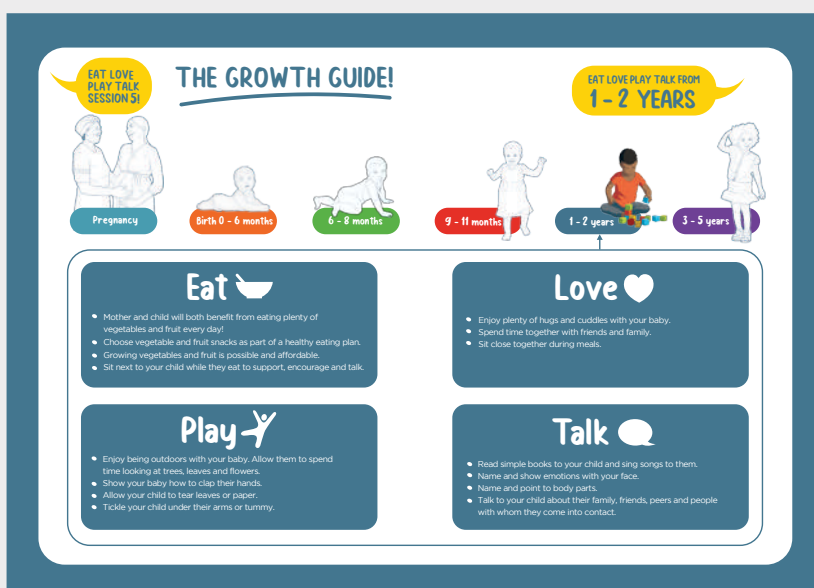 EAT LOVE
PLAY TALK
SESSION 5!
THE GROWTH GUIDE!
EAT LOVE PLAY TALK FROM
1 - 2 YEARS
Pregnancy
Birth 0 - 6 months
6 - 8 months
9 - 11 months
1 - 2 years
3 - 5 years
Eat
Mother and child will both benefit from eating plenty of
vegetables and fruit every day!
Choose vegetable and fruit snacks as part of a healthy eating plan.
Growing vegetables and fruit is possible and affordable.
Sit next to your child while they eat to support, encourage and talk.
Love
Enjoy plenty of hugs and cuddles with your baby.
Spend time together with friends and family.
Sit close together during meals.
Play
Enjoy being outdoors with your baby. Allow them to spend
time looking at trees, leaves and flowers.
Show your baby how to clap their hands.
Allow your child to tear leaves or paper.
Tickle your child under their arms or tummy.
Talk
Read simple books to your child and sing songs to them.
Name and show emotions with your face.
Name and point to body parts.
Talk to your child about their family, friends, peers and people
with whom they come into contact.